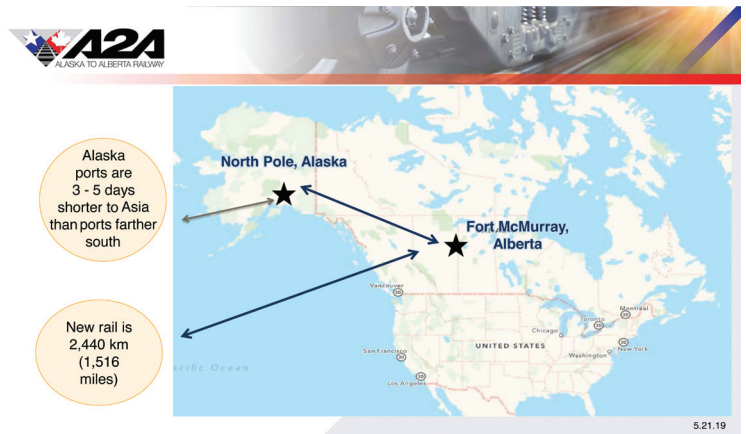 A2A
ALASKA TO ALBERTA RAILWAY
Alaska
ports are
3 - 5 days
shorter to Asia
than ports farther
south
New rail is
2,440 km
(1,516
miles)
North Pole, Alaska
Fort McMurray,
Alberta
Vancouver
Montréal
Toronto
Chicago
New York
UNITED STATES
Washington
San Francisco
Los Angeles
acific Ocean
5.21.19